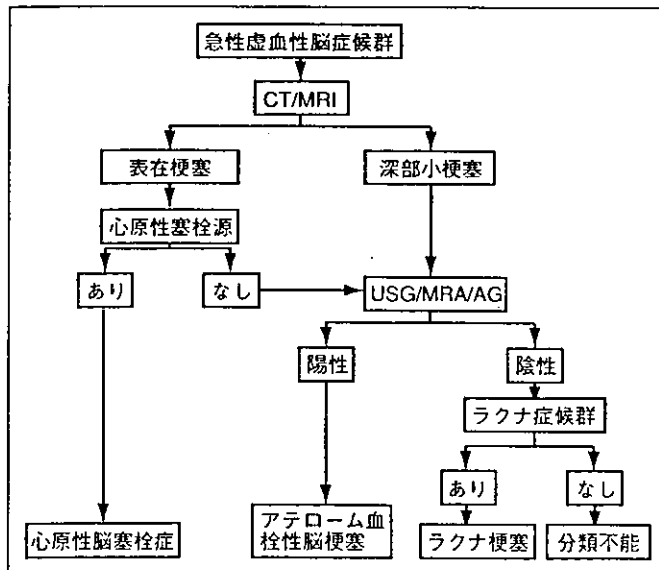 急性虚血性脳症候群
CT/MRI
表在梗塞
深部小梗塞
心原性塞栓源
あり
なし
USG/MRA/AG
陽性
陰性
ラクナ症候群
あり
なし
心原性脳塞栓症
アテローム血
栓性脳梗塞
ラクナ梗塞
分類不能